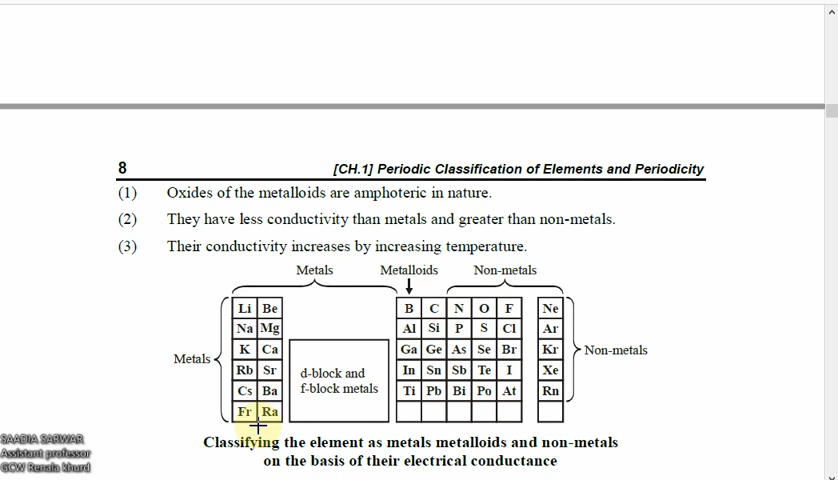 8 [CH.1] Periodic Classification of Elements and Periodicity
(1) Oxides of the metalloids are amphoteric in nature.
(2) They have less conductivity than metals and greater than non-metals.
(3) Their conductivity increases by increasing temperature.
Metals Metalloids Non-metals
Li Be B C N O F Ne
Na Mg Al Si P S Cl Ar
K Ca Ga Ge As Se Br Kr
Metals Non-metals
Rb Sr In Sn Sb Te I Xe
d-block and
f-block metals
Cs Ba Ti Pb Bi Po At Rn
Fr Ra
Classifying the element as metals metalloids and non-metals
on the basis of their electrical conductance
SAADIA SARWAR
Assistant professor
GCW Renala khurd